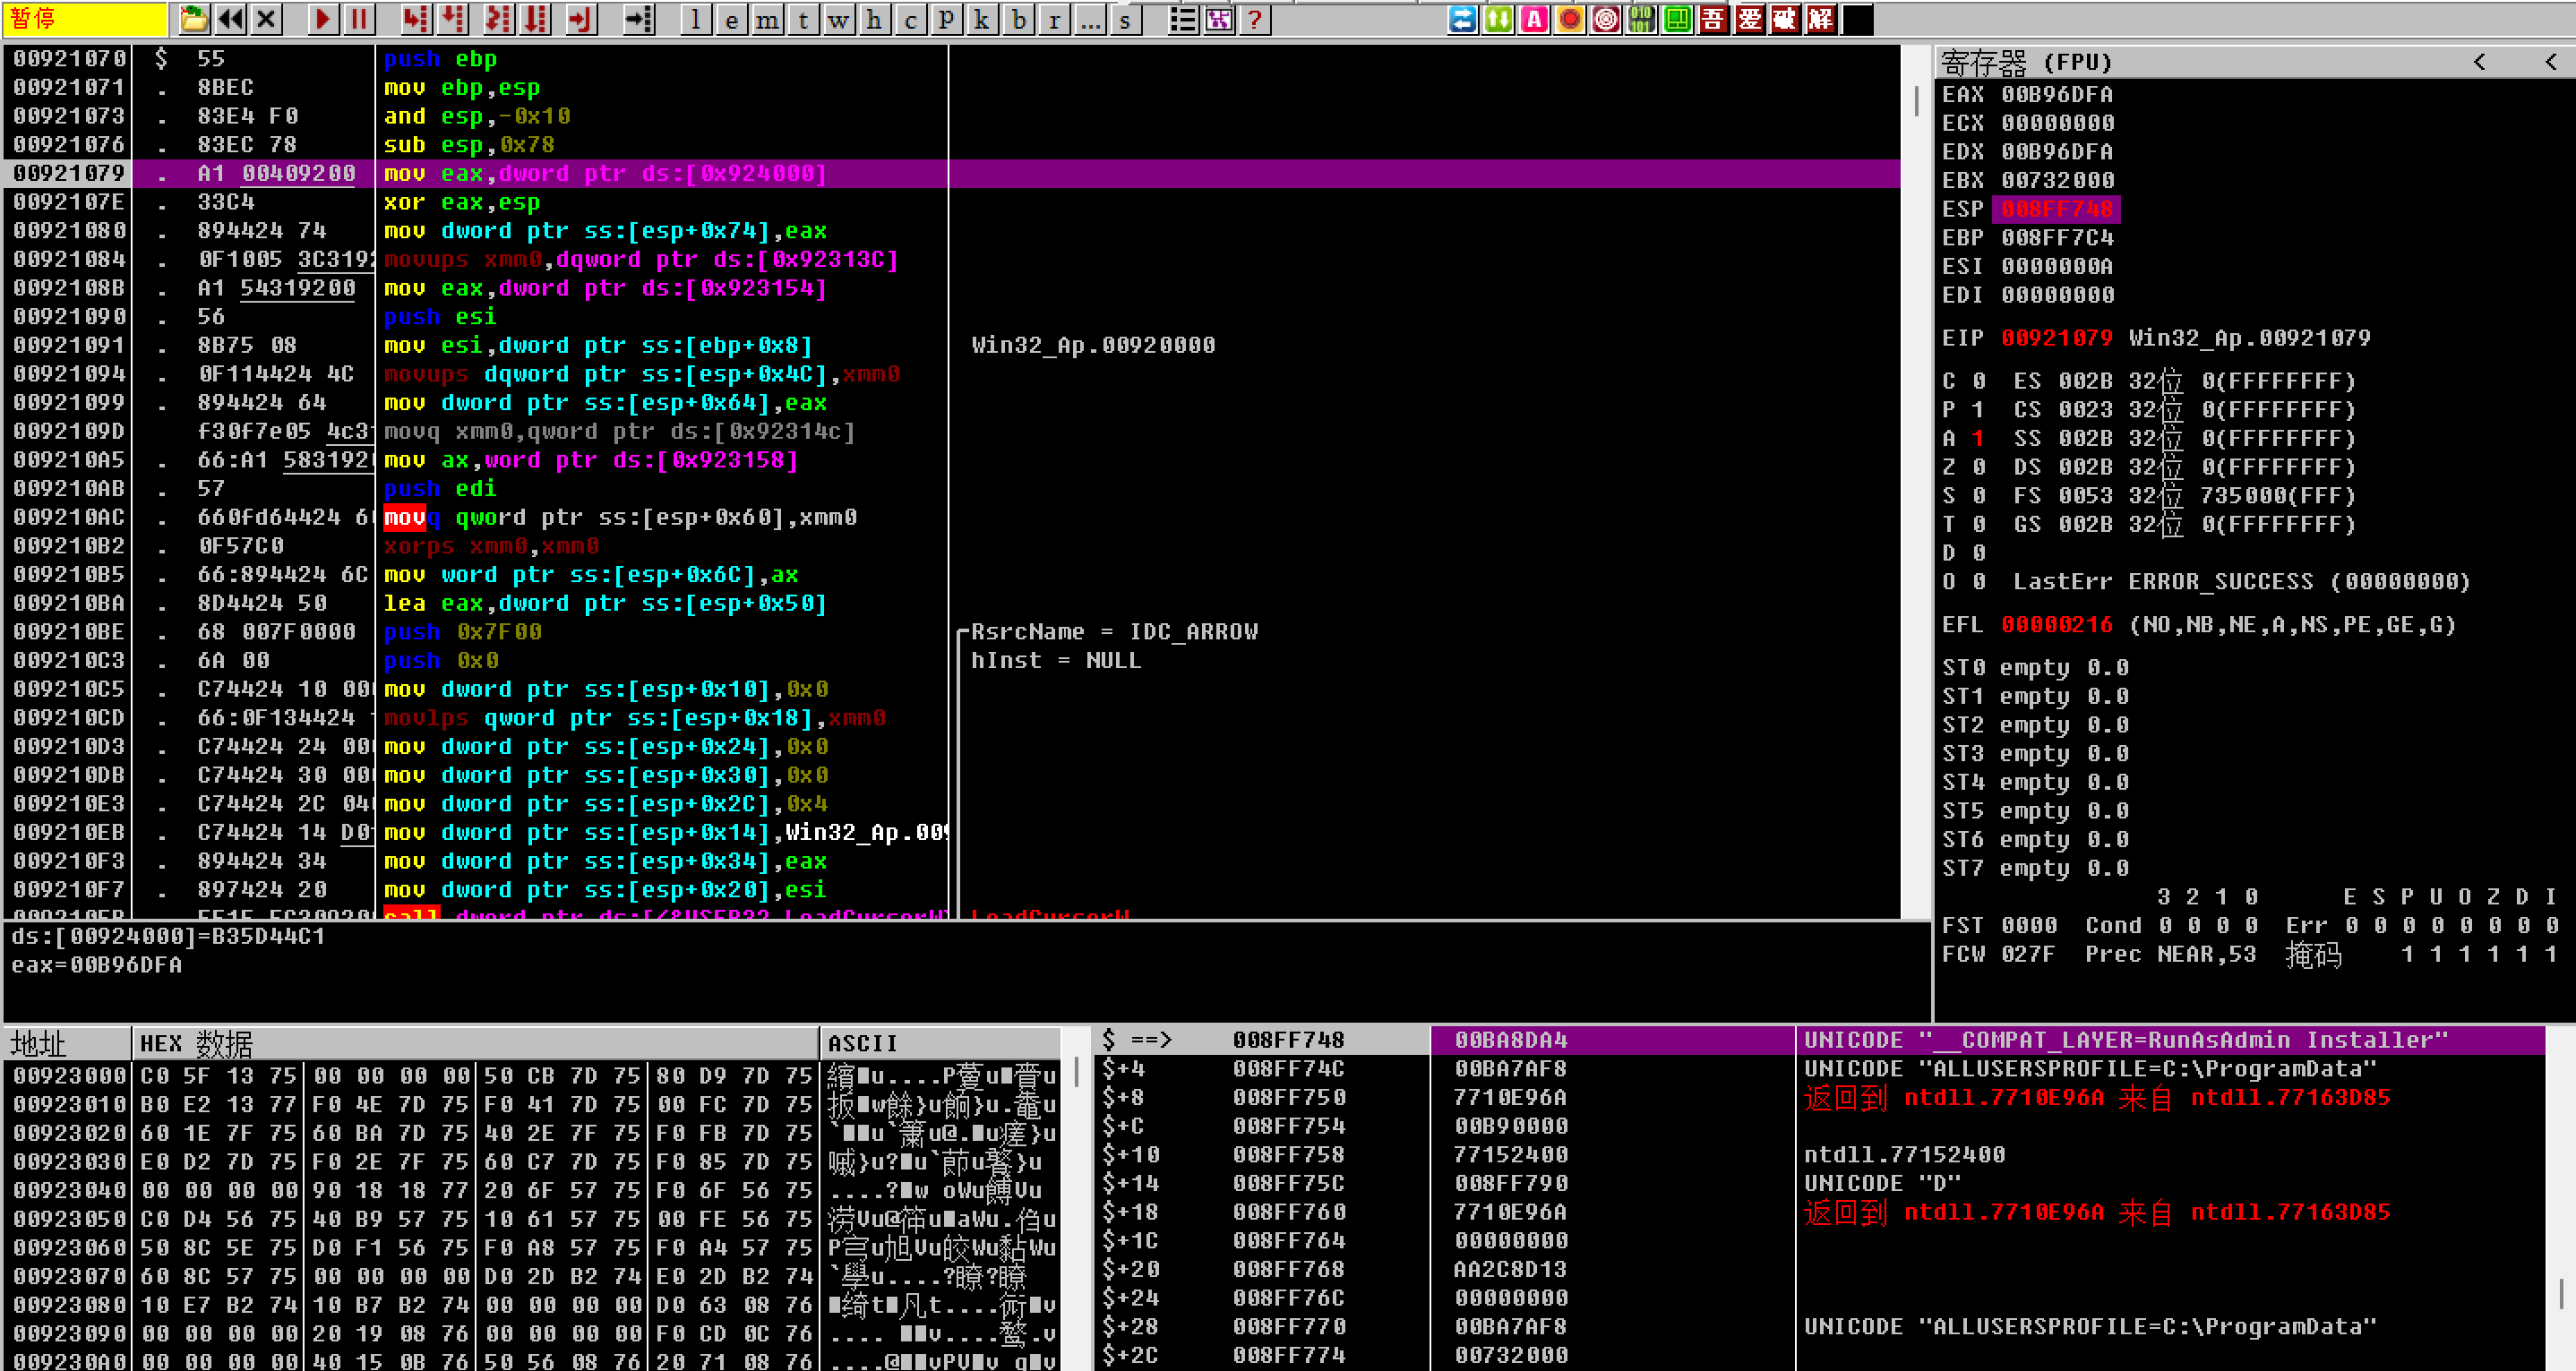 暂停
l e m t w h c p k b r ... s ? A 010 101 吾 爱 破 解
00921070 $ 55 push ebp
00921071 . 8BEC mov ebp,esp
00921073 . 83E4 F0 and esp,-0x10
00921076 . 83EC 78 sub esp,0x78
00921079 . A1 00409200 mov eax,dword ptr ds:[0x924000]
0092107E . 33C4 xor eax,esp
00921080 . 894424 74 mov dword ptr ss:[esp+0x74],eax
00921084 . 0F1005 3C3192 movups xmm0,dqword ptr ds:[0x92313C]
0092108B . A1 54319200 mov eax,dword ptr ds:[0x923154]
00921090 . 56 push esi
00921091 . 8B75 08 mov esi,dword ptr ss:[ebp+0x8] Win32_Ap.00920000
00921094 . 0F114424 4C movups dqword ptr ss:[esp+0x4C],xmm0
00921099 . 894424 64 mov dword ptr ss:[esp+0x64],eax
0092109D f30f7e05 4c31 movq xmm0,qword ptr ds:[0x92314c]
009210A5 . 66:A1 5831920 mov ax,word ptr ds:[0x923158]
009210AB . 57 push edi
009210AC . 660fd64424 60 movq qword ptr ss:[esp+0x60],xmm0
009210B2 . 0F57C0 xorps xmm0,xmm0
009210B5 . 66:894424 6C mov word ptr ss:[esp+0x6C],ax
009210BA . 8D4424 50 lea eax,dword ptr ss:[esp+0x50]
009210BE . 68 007F0000 push 0x7F00 RsrcName = IDC_ARROW
009210C3 . 6A 00 push 0x0 hInst = NULL
009210C5 . C74424 10 000 mov dword ptr ss:[esp+0x10],0x0
009210CD . 66:0F134424 movlps qword ptr ss:[esp+0x18],xmm0
009210D3 . C74424 24 000 mov dword ptr ss:[esp+0x24],0x0
009210DB . C74424 30 000 mov dword ptr ss:[esp+0x30],0x0
009210E3 . C74424 2C 040 mov dword ptr ss:[esp+0x2C],0x4
009210EB . C74424 14 D0 mov dword ptr ss:[esp+0x14],Win32_Ap.009
009210F3 . 894424 34 mov dword ptr ss:[esp+0x34],eax
009210F7 . 897424 20 mov dword ptr ss:[esp+0x20],esi
009210FB . FF15 FC309200 call dword ptr ds:[<&USER32.LoadCursorW> LoadCursorW
ds:[00924000]=B35D44C1
eax=00B96DFA
寄存器 (FPU) < <
EAX 00B96DFA
ECX 00000000
EDX 00B96DFA
EBX 00732000
ESP 008FF748
EBP 008FF7C4
ESI 0000000A
EDI 00000000
EIP 00921079 Win32_Ap.00921079
C 0 ES 002B 32位 0(FFFFFFFF)
P 1 CS 0023 32位 0(FFFFFFFF)
A 1 SS 002B 32位 0(FFFFFFFF)
Z 0 DS 002B 32位 0(FFFFFFFF)
S 0 FS 0053 32位 735000(FFF)
T 0 GS 002B 32位 0(FFFFFFFF)
D 0
O 0 LastErr ERROR_SUCCESS (00000000)
EFL 00000216 (NO,NB,NE,A,NS,PE,GE,G)
ST0 empty 0.0
ST1 empty 0.0
ST2 empty 0.0
ST3 empty 0.0
ST4 empty 0.0
ST5 empty 0.0
ST6 empty 0.0
ST7 empty 0.0
3 2 1 0 E S P U O Z D I
FST 0000 Cond 0 0 0 0 Err 0 0 0 0 0 0 0 0
FCW 027F Prec NEAR,53 掩码 1 1 1 1 1 1
地址 HEX 数据 ASCII
00923000 C0 5F 13 75 00 00 00 00 50 CB 7D 75 80 D9 7D 75
00923010 B0 E2 13 77 F0 4E 7D 75 F0 41 7D 75 00 FC 7D 75
00923020 60 1E 7F 75 60 BA 7D 75 40 2E 7F 75 F0 FB 7D 75
00923030 E0 D2 7D 75 F0 2E 7F 75 60 C7 7D 75 F0 85 7D 75
00923040 00 00 00 00 90 18 18 77 20 6F 57 75 F0 6F 56 75
00923050 C0 D4 56 75 40 B9 57 75 10 61 57 75 00 FE 56 75
00923060 50 8C 5E 75 D0 F1 56 75 F0 A8 57 75 F0 A4 57 75
00923070 60 8C 57 75 00 00 00 00 D0 2D B2 74 E0 2D B2 74
00923080 10 E7 B2 74 10 B7 B2 74 00 00 00 00 D0 63 08 76
00923090 00 00 00 00 20 19 08 76 00 00 00 00 F0 CD 0C 76
009230A0 00 00 00 00 40 15 0B 76 50 56 08 76 20 71 08 76
$ ==> 008FF748 00BA8DA4 UNICODE "__COMPAT_LAYER=RunAsAdmin Installer"
$+4 008FF74C 00BA7AF8 UNICODE "ALLUSERSPROFILE=C:\ProgramData"
$+8 008FF750 7710E96A 返回到 ntdll.7710E96A 来自 ntdll.77163D85
$+C 008FF754 00B90000
$+10 008FF758 77152400 ntdll.77152400
$+14 008FF75C 008FF790 UNICODE "D"
$+18 008FF760 7710E96A 返回到 ntdll.7710E96A 来自 ntdll.77163D85
$+1C 008FF764 00000000
$+20 008FF768 AA2C8D13
$+24 008FF76C 00000000
$+28 008FF770 00BA7AF8 UNICODE "ALLUSERSPROFILE=C:\ProgramData"
$+2C 008FF774 00732000